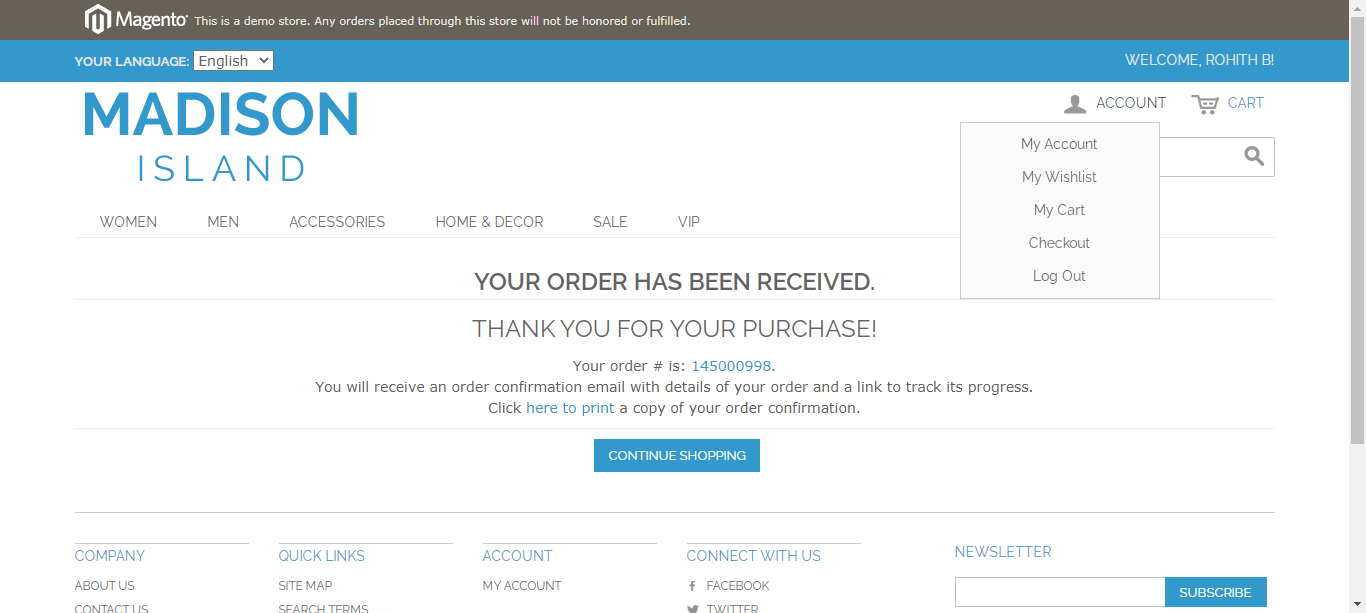 Magento This is a demo store. Any orders placed through this store will not be honored or fulfilled.
YOUR LANGUAGE: English WELCOME, ROHITH B!
MADISON
ISLAND
ACCOUNT CART
My Account
My Wishlist
My Cart
Checkout
Log Out
WOMEN MEN ACCESSORIES HOME & DECOR SALE VIP
YOUR ORDER HAS BEEN RECEIVED.
THANK YOU FOR YOUR PURCHASE!
Your order # is: 145000998.
You will receive an order confirmation email with details of your order and a link to track its progress.
Click here to print a copy of your order confirmation.
CONTINUE SHOPPING
COMPANY QUICK LINKS ACCOUNT CONNECT WITH US NEWSLETTER
ABOUT US SITE MAP MY ACCOUNT FACEBOOK SUBSCRIBE
CONTACT US SEARCH TERMS TWITTER